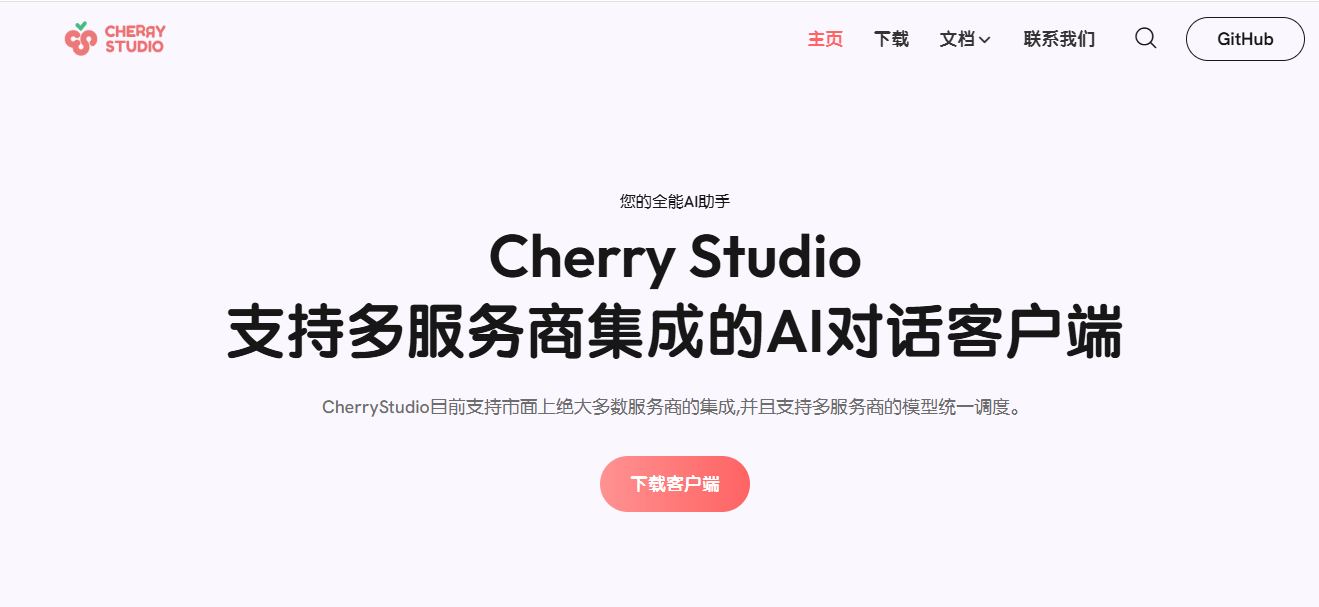 CHERRY
STUDIO
主页 下载 文档 联系我们 GitHub
您的全能AI助手
Cherry Studio
支持多服务商集成的AI对话客户端
CherryStudio目前支持市面上绝大多数服务商的集成,并且支持多服务商的模型统一调度。
下载客户端